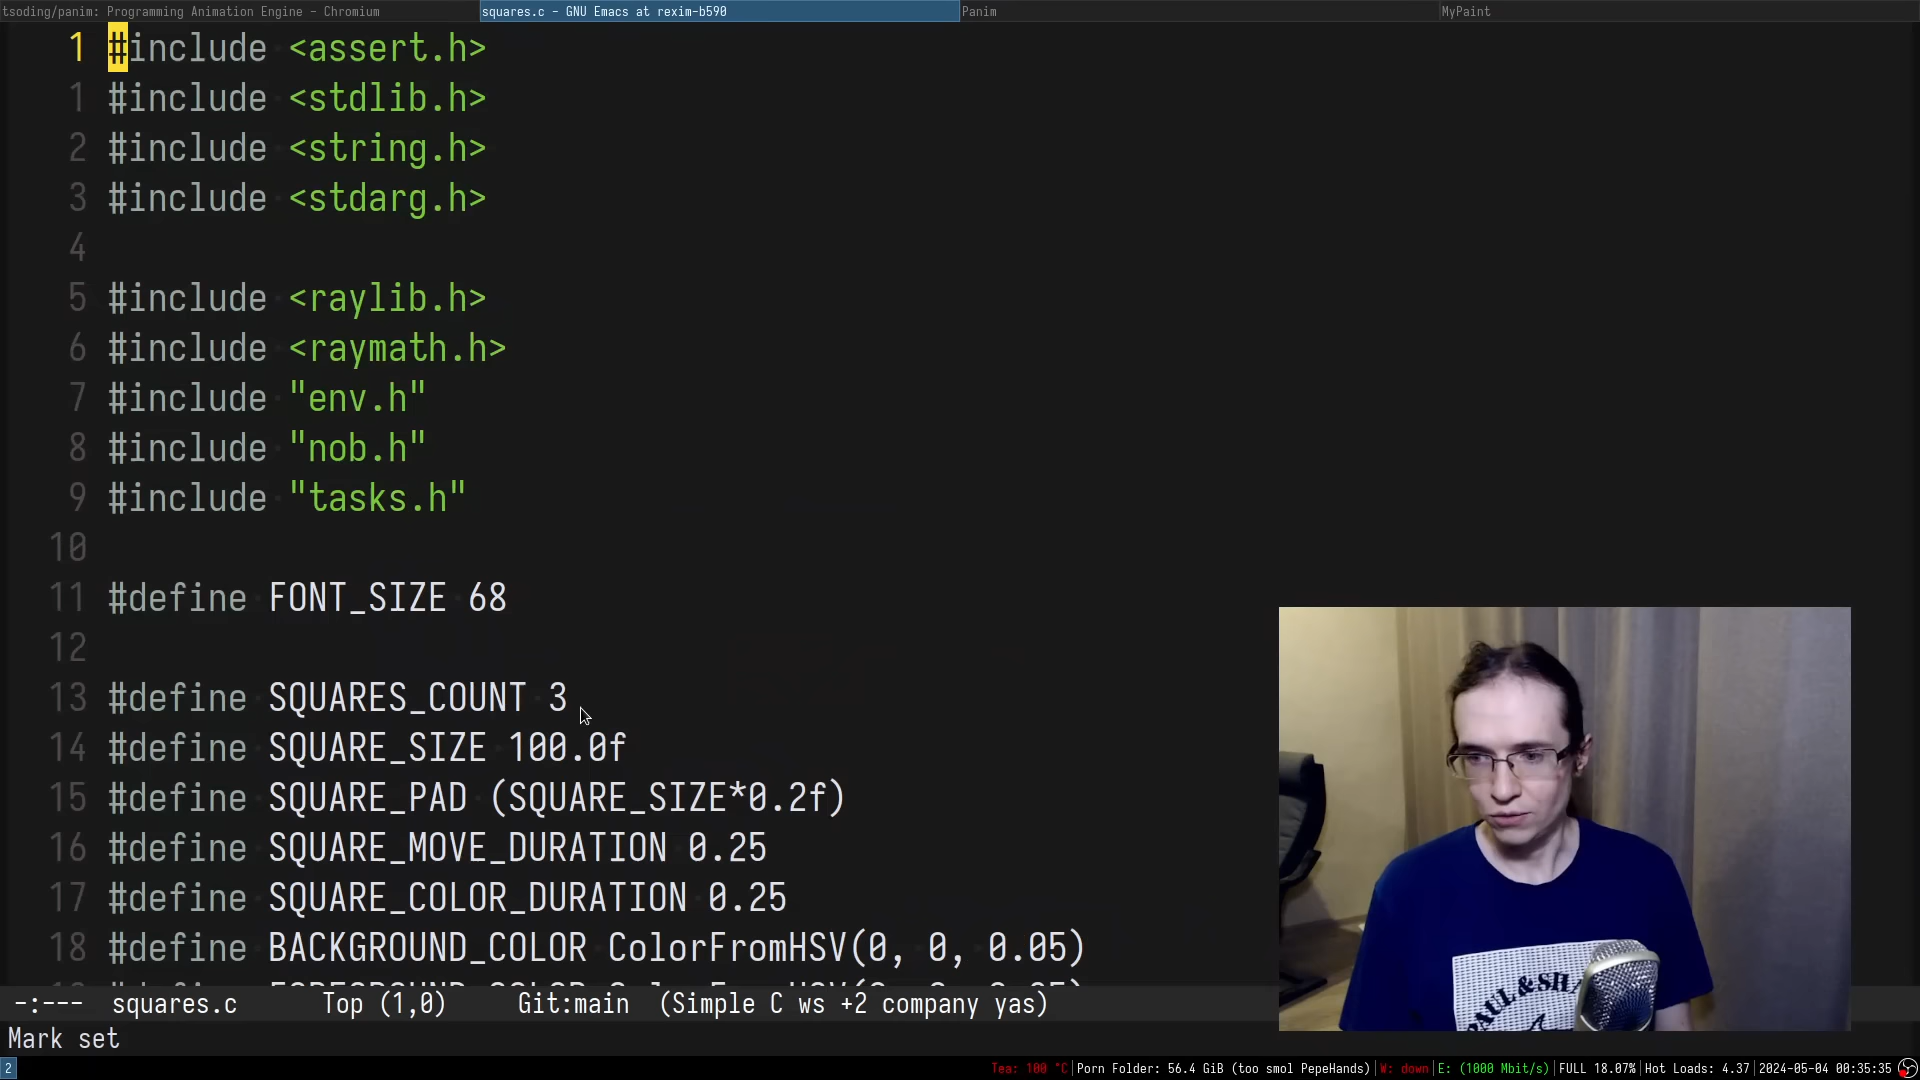 tsoding/panim: Programming Animation Engine - Chromium
squares.c - GNU Emacs at rexim-b590
Panim
MyPaint
1 #include <assert.h>
1 #include <stdlib.h>
2 #include <string.h>
3 #include <stdarg.h>
4
5 #include <raylib.h>
6 #include <raymath.h>
7 #include "env.h"
8 #include "nob.h"
9 #include "tasks.h"
10
11 #define FONT_SIZE 68
12
13 #define SQUARES_COUNT 3
14 #define SQUARE_SIZE 100.0f
15 #define SQUARE_PAD (SQUARE_SIZE*0.2f)
16 #define SQUARE_MOVE_DURATION 0.25
17 #define SQUARE_COLOR_DURATION 0.25
18 #define BACKGROUND_COLOR ColorFromHSV(0, 0, 0.05)
-:--- squares.c Top (1,0) Git:main (Simple C ws +2 company yas)
Mark set
PAUL &
2 Tea: 100 °C|Porn Folder: 56.4 GiB (too smol PepeHands)|W: down|E: (1000 Mbit/s)|FULL 18.07%|Hot Loads: 4.37|2024-05-04 00:35:35